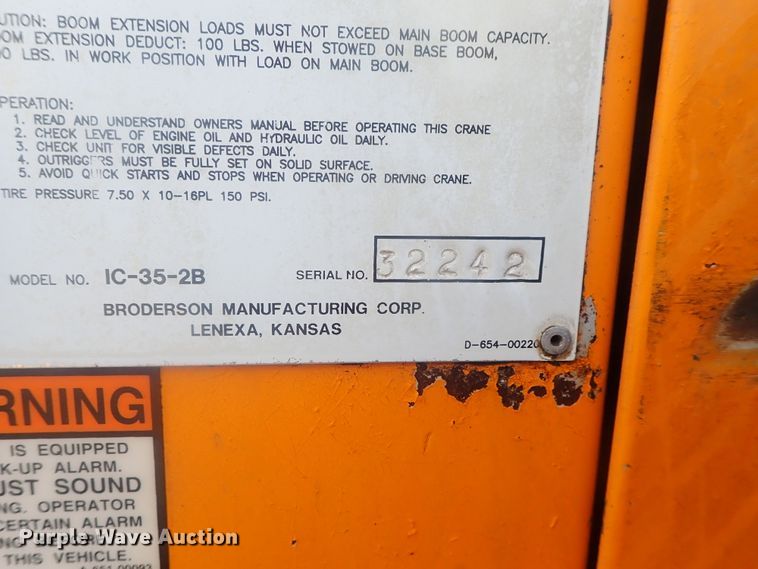 UTION: BOOM EXTENSION LOADS MUST NOT EXCEED MAIN BOOM CAPACITY.
OM EXTENSION DEDUCT: 100 LBS. WHEN STOWED ON BASE BOOM,
0 LBS. IN WORK POSITION WITH LOAD ON MAIN BOOM.
PERATION:
1. READ AND UNDERSTAND OWNERS MANUAL BEFORE OPERATING THIS CRANE
2. CHECK LEVEL OF ENGINE OIL AND HYDRAULIC OIL DAILY.
3. CHECK UNIT FOR VISIBLE DEFECTS DAILY.
4. OUTRIGGERS MUST BE FULLY SET ON SOLID SURFACE.
5. AVOID QUICK STARTS AND STOPS WHEN OPERATING OR DRIVING CRANE.
TIRE PRESSURE 7.50 X 10-16PL 150 PSI.
MODEL NO. IC-35-2B SERIAL NO. 32242
BRODERSON MANUFACTURING CORP.
LENEXA, KANSAS
D-654-00220
RNING
IS EQUIPPED
K-UP ALARM.
UST SOUND
NG. OPERATOR
CERTAIN ALARM
Purple Wave Auction
THIS VEHICLE.